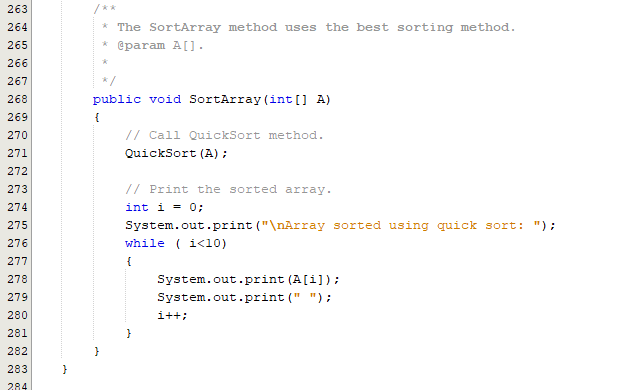 263 /**
264 * The SortArray method uses the best sorting method.
265 * @param A[].
266 *
267 */
268 public void SortArray(int[] A)
269 {
270 // Call QuickSort method.
271 QuickSort(A);
272
273 // Print the sorted array.
274 int i = 0;
275 System.out.print("\nArray sorted using quick sort: ");
276 while ( i<10)
277 {
278 System.out.print(A[i]);
279 System.out.print(" ");
280 i++;
281 }
282 }
283 }
284